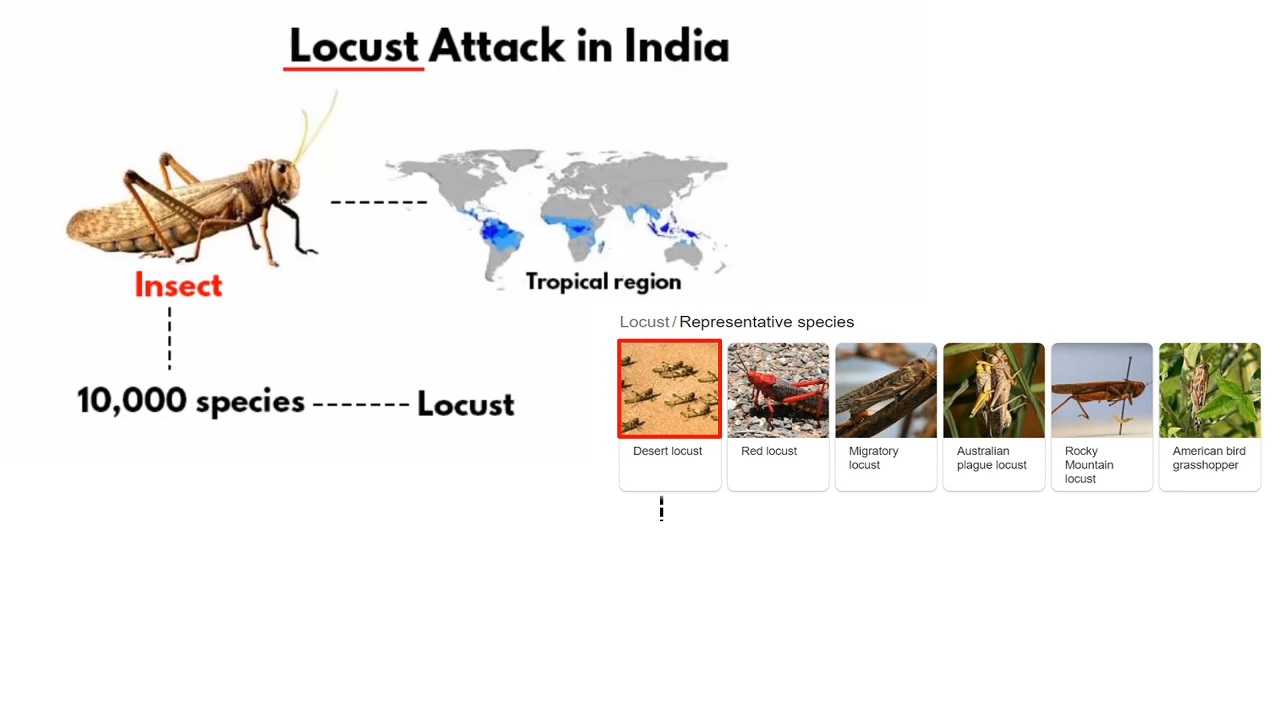 Locust Attack in India
Tropical region
Insect
10,000 species
Locust
Locust/Representative species
Desert locust
Red locust
Migratory
locust
Australian
plague locust
Rocky
Mountain
locust
American bird
grasshopper